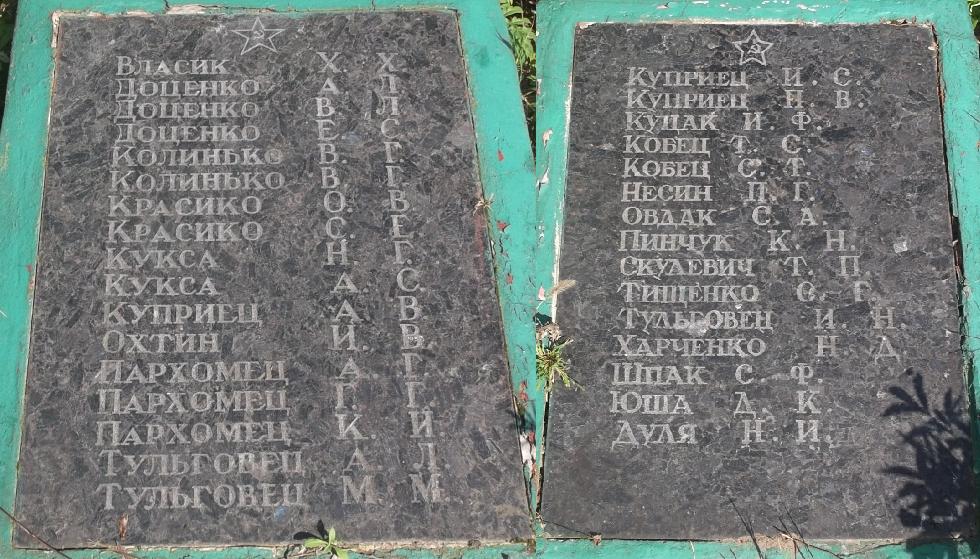 Власик Х. Х.
Доценко А. Л.
Доценко В. Л.
Доценко Е. С.
Колинько В. Г.
Колинько В. Г.
Красико О. В.
Красико С. Е.
Кукса Н. Г.
Кукса А. С.
Куприец А. В.
Охтин И. В.
Пархомец А. Г.
Пархомец Г. Г.
Пархомец К. И.
Тульговец А. Л.
Тульговец М. М.
Куприец И. С.
Куприец П. В.
Куцак И. Ф.
Кобец Т. С.
Кобец С. Т.
Несин П. Г.
Овдак С. А.
Пинчук К. Н.
Скулевич Т. П.
Тищенко С. Г.
Тульговец И. Н.
Харченко Н. Д.
Шпак С. Ф.
Юша Д. К.
Дуля Н. И.